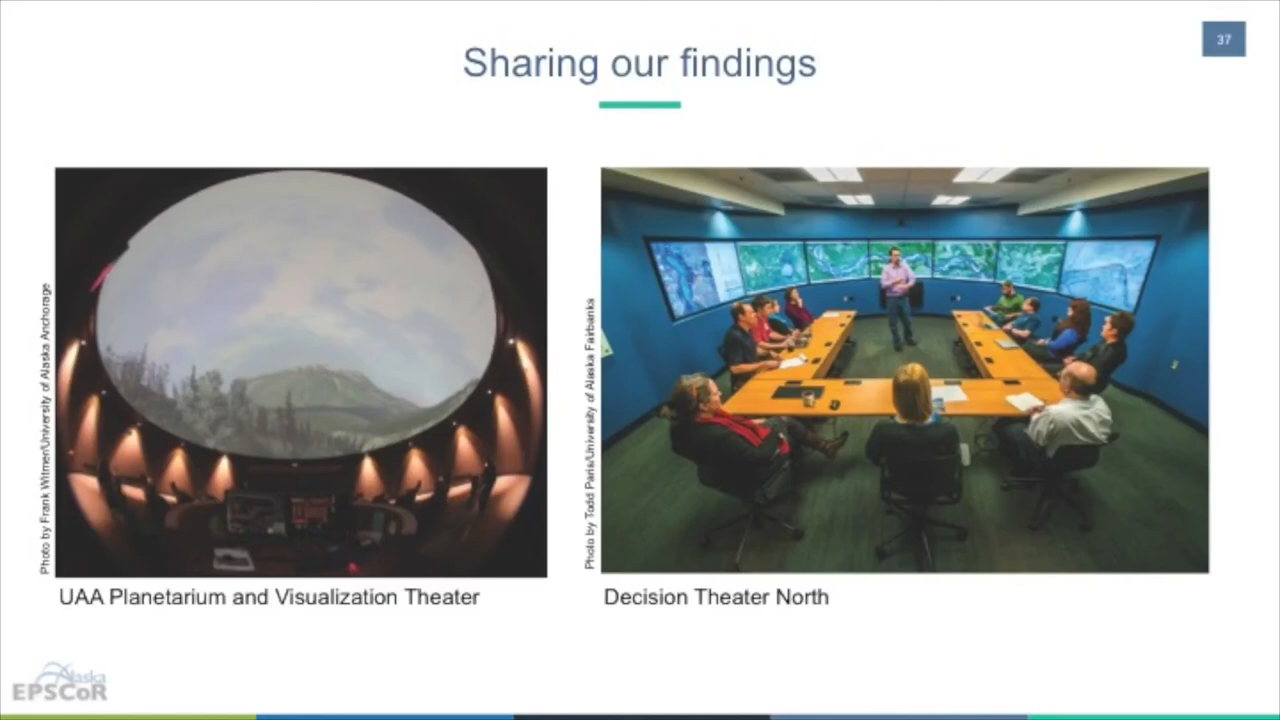 37
Sharing our findings
Photo by Frank Witmer/University of Alaska Anchorage
Photo by Todd Paris/University of Alaska Fairbanks
UAA Planetarium and Visualization Theater
Decision Theater North
Alaska
EPSCoR